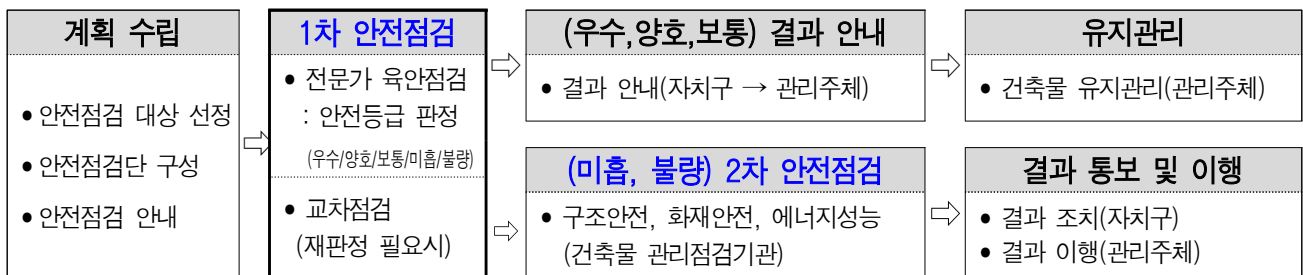 계획 수립
• 안전점검 대상 선정
• 안전점검단 구성
• 안전점검 안내
1차 안전점검
• 전문가 육안점검
: 안전등급 판정
(우수/양호/보통/미흡/불량)
• 교차점검
(재판정 필요시)
(우수,양호,보통) 결과 안내
• 결과 안내(자치구 → 관리주체)
유지관리
• 건축물 유지관리(관리주체)
(미흡, 불량) 2차 안전점검
• 구조안전, 화재안전, 에너지성능
(건축물 관리점검기관)
결과 통보 및 이행
• 결과 조치(자치구)
• 결과 이행(관리주체)